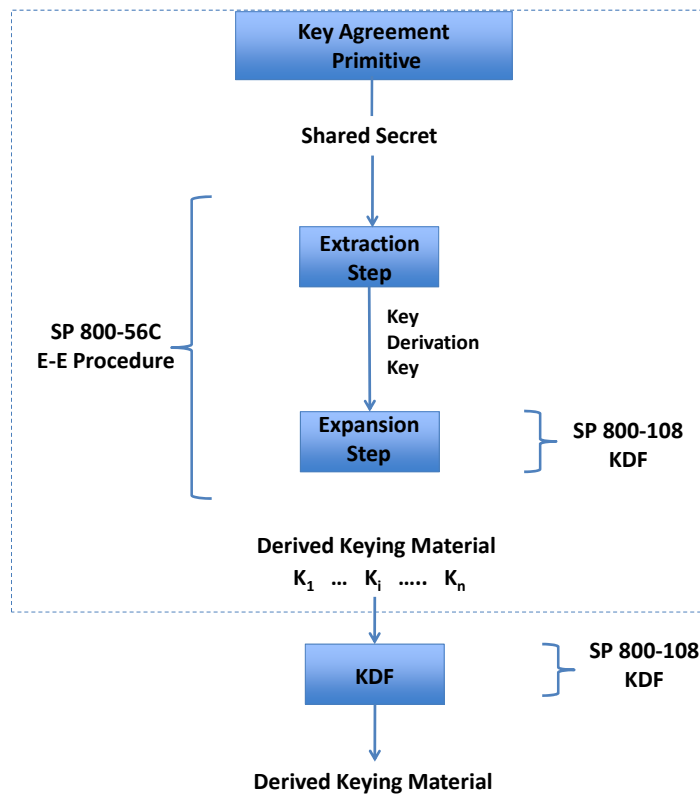 Key Agreement
Primitive
Shared Secret
Extraction
Step
Key
Derivation
Key
SP 800-56C
E-E Procedure
Expansion
Step
SP 800-108
KDF
Derived Keying Material
K₁ … Kᵢ ….. Kₙ
KDF
SP 800-108
KDF
Derived Keying Material